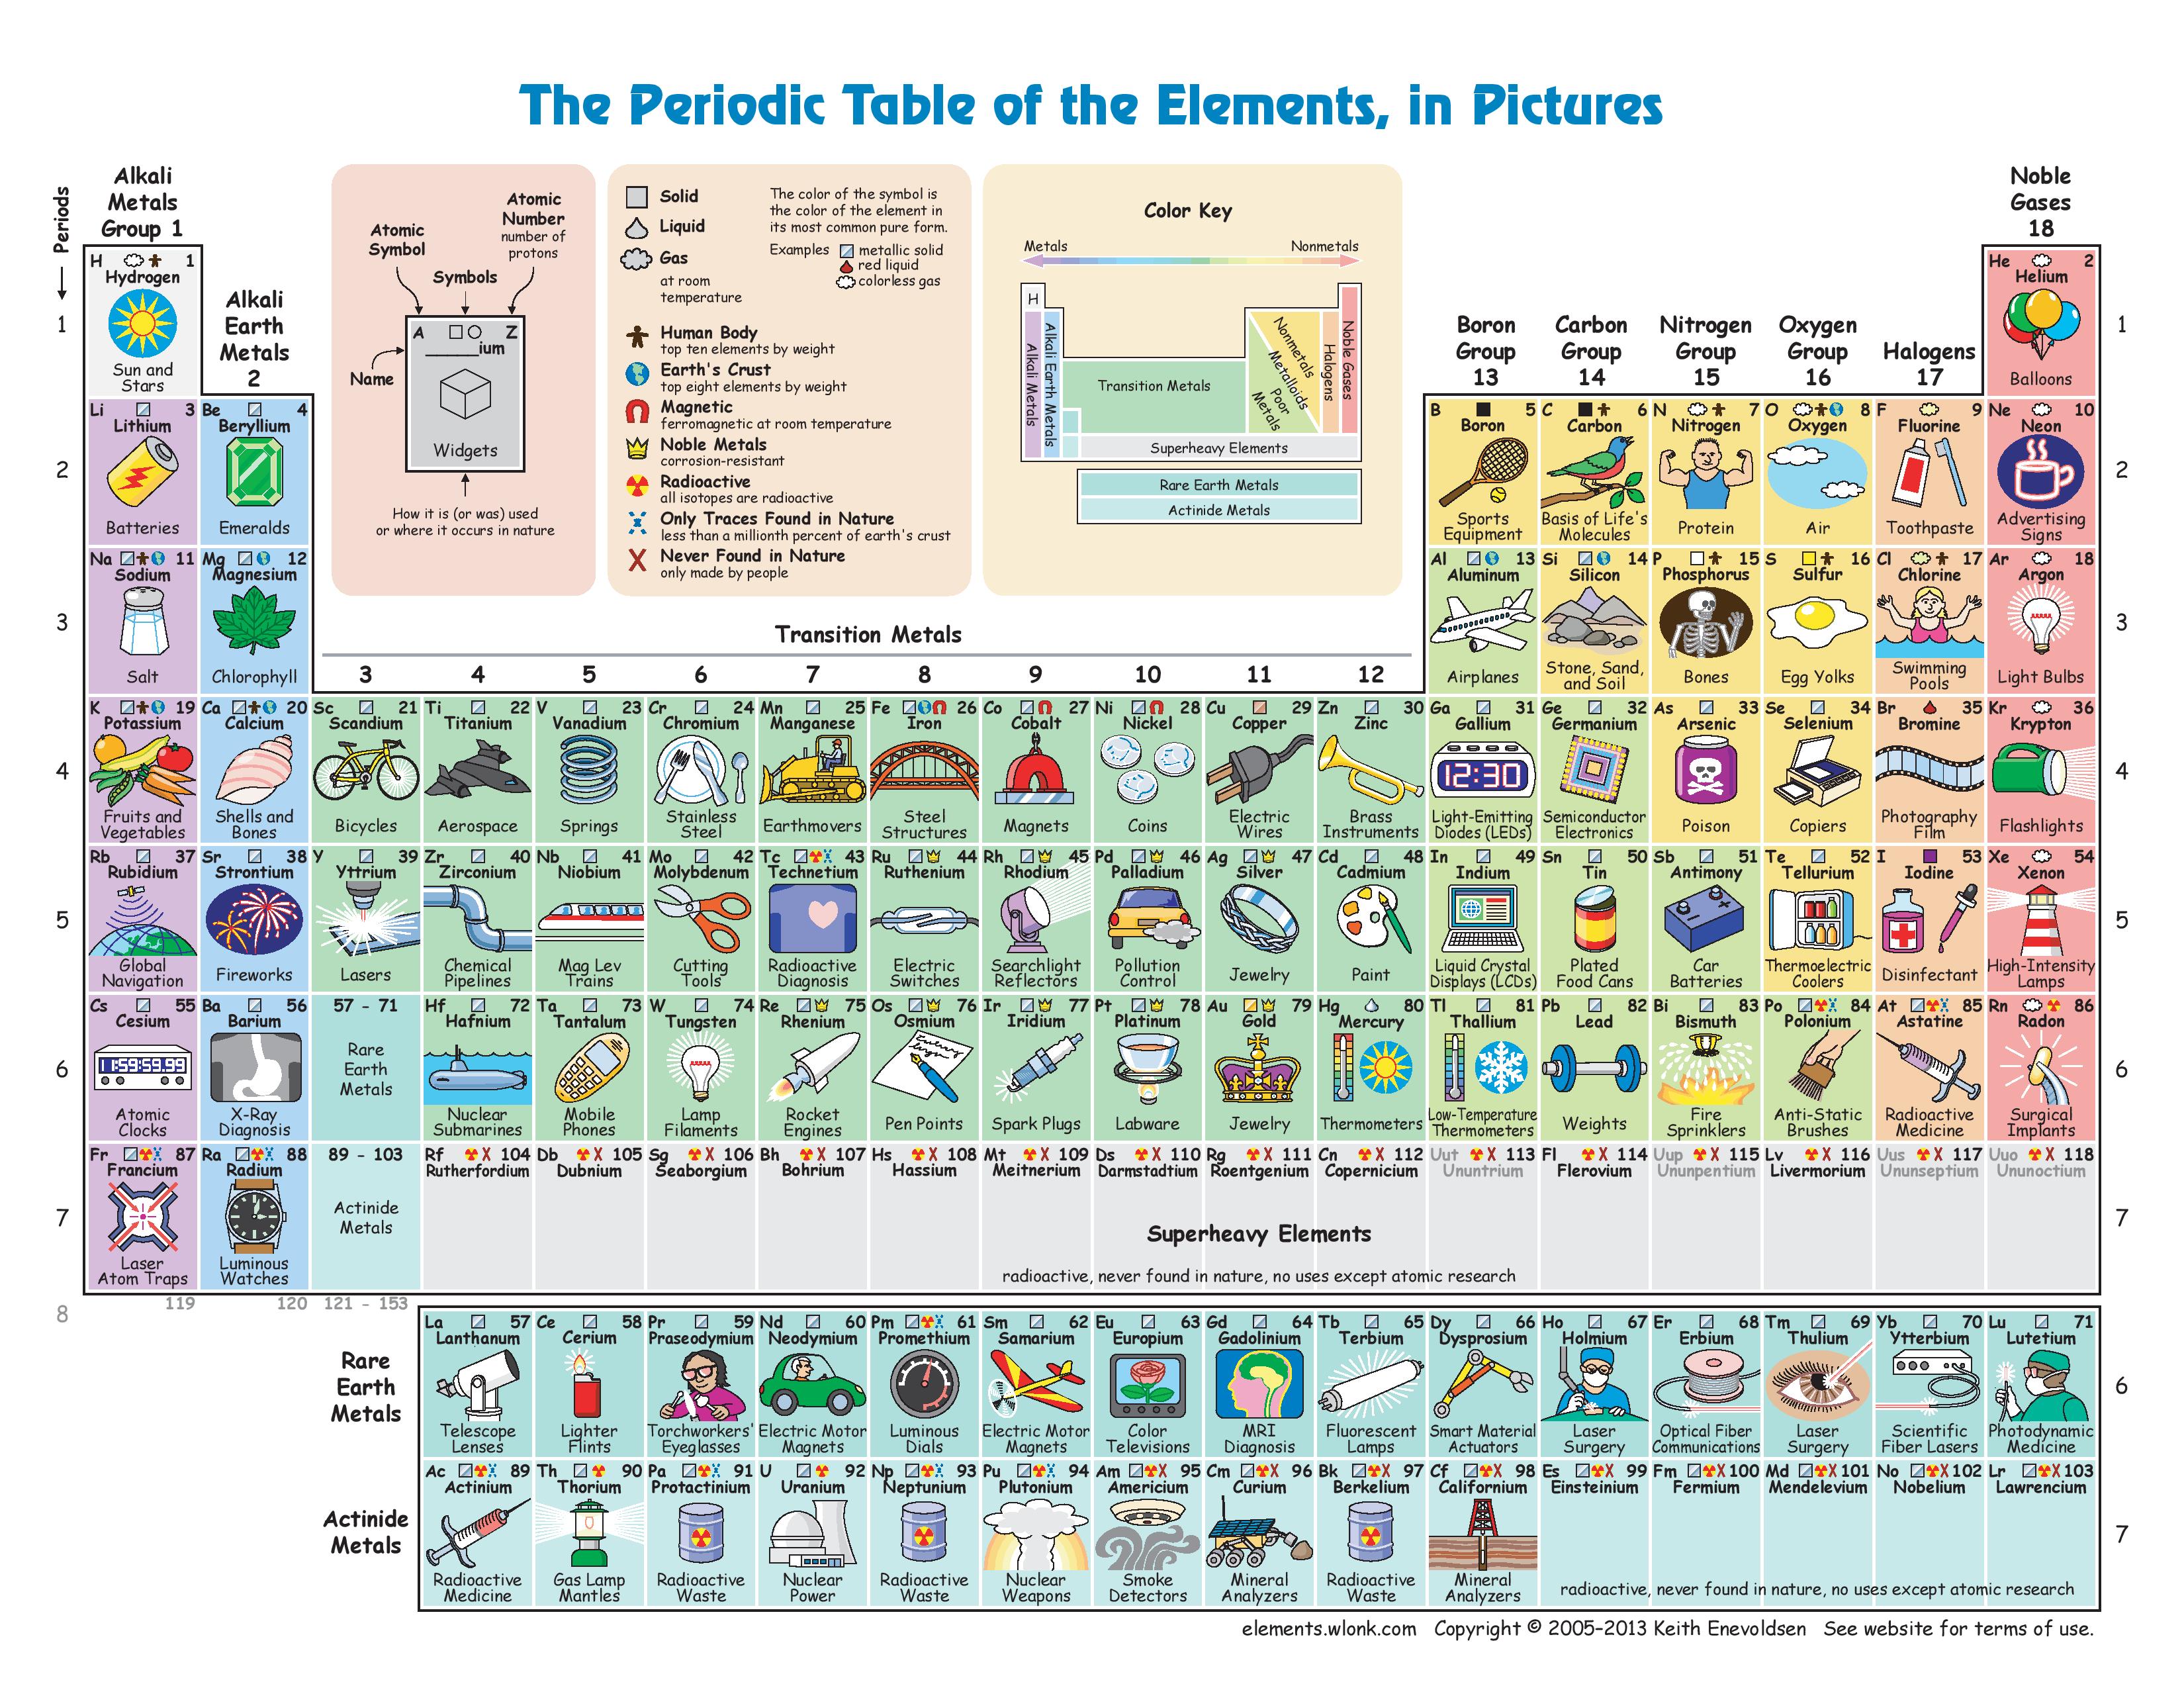 The Periodic Table of the Elements, in Pictures
Periods
Alkali
Metals
Group 1
Alkali
Earth
Metals
2
Atomic
Symbol
Atomic
Number
number of
protons
Symbols
A Z
ium
Name
Widgets
How it is (or was) used
or where it occurs in nature
Solid
Liquid
Gas
at room
temperature
The color of the symbol is
the color of the element in
its most common pure form.
Examples metallic solid
red liquid
colorless gas
Human Body
top ten elements by weight
Earth's Crust
top eight elements by weight
Magnetic
ferromagnetic at room temperature
Noble Metals
corrosion-resistant
Radioactive
all isotopes are radioactive
Only Traces Found in Nature
less than a millionth percent of earth's crust
Never Found in Nature
only made by people
Color Key
Metals Nonmetals
H
Alkali Metals
Alkali Earth Metals
Transition Metals
Nonmetals
Metalloids
Poor
Metals
Halogens
Noble Gases
Superheavy Elements
Rare Earth Metals
Actinide Metals
Boron
Group
13
Carbon
Group
14
Nitrogen
Group
15
Oxygen
Group
16
Halogens
17
Noble
Gases
18
Transition Metals
3 4 5 6 7 8 9 10 11 12
1
H 1
Hydrogen
Sun and
Stars
He 2
Helium
Balloons
1
2
Li 3
Lithium
Batteries
Be 4
Beryllium
Emeralds
B 5
Boron
Sports
Equipment
C 6
Carbon
Basis of Life's
Molecules
N 7
Nitrogen
Protein
O 8
Oxygen
Air
F 9
Fluorine
Toothpaste
Ne 10
Neon
Advertising
Signs
2
3
Na 11
Sodium
Salt
Mg 12
Magnesium
Chlorophyll
Al 13
Aluminum
Airplanes
Si 14
Silicon
Stone, Sand,
and Soil
P 15
Phosphorus
Bones
S 16
Sulfur
Egg Yolks
Cl 17
Chlorine
Swimming
Pools
Ar 18
Argon
Light Bulbs
3
4
K 19
Potassium
Fruits and
Vegetables
Ca 20
Calcium
Shells and
Bones
Sc 21
Scandium
Bicycles
Ti 22
Titanium
Aerospace
V 23
Vanadium
Springs
Cr 24
Chromium
Stainless
Steel
Mn 25
Manganese
Earthmovers
Fe 26
Iron
Steel
Structures
Co 27
Cobalt
Magnets
Ni 28
Nickel
Coins
Cu 29
Copper
Electric
Wires
Zn 30
Zinc
Brass
Instruments
Ga 31
Gallium
12:30
Light-Emitting
Diodes (LEDs)
Ge 32
Germanium
Semiconductor
Electronics
As 33
Arsenic
Poison
Se 34
Selenium
Copiers
Br 35
Bromine
Photography
Film
Kr 36
Krypton
Flashlights
4
5
Rb 37
Rubidium
Global
Navigation
Sr 38
Strontium
Fireworks
Y 39
Yttrium
Lasers
Zr 40
Zirconium
Chemical
Pipelines
Nb 41
Niobium
Mag Lev
Trains
Mo 42
Molybdenum
Cutting
Tools
Tc 43
Technetium
Radioactive
Diagnosis
Ru 44
Ruthenium
Electric
Switches
Rh 45
Rhodium
Searchlight
Reflectors
Pd 46
Palladium
Pollution
Control
Ag 47
Silver
Jewelry
Cd 48
Cadmium
Paint
In 49
Indium
Liquid Crystal
Displays (LCDs)
Sn 50
Tin
Plated
Food Cans
Sb 51
Antimony
Car
Batteries
Te 52
Tellurium
Thermoelectric
Coolers
I 53
Iodine
Disinfectant
Xe 54
Xenon
High-Intensity
Lamps
5
6
Cs 55
Cesium
1:59:59.99
Atomic
Clocks
Ba 56
Barium
X-Ray
Diagnosis
57 - 71
Rare
Earth
Metals
Hf 72
Hafnium
Nuclear
Submarines
Ta 73
Tantalum
Mobile
Phones
W 74
Tungsten
Lamp
Filaments
Re 75
Rhenium
Rocket
Engines
Os 76
Osmium
Pen Points
Ir 77
Iridium
Spark Plugs
Pt 78
Platinum
Labware
Au 79
Gold
Jewelry
Hg 80
Mercury
Thermometers
Tl 81
Thallium
Low-Temperature
Thermometers
Pb 82
Lead
Weights
Bi 83
Bismuth
Fire
Sprinklers
Po 84
Polonium
Anti-Static
Brushes
At 85
Astatine
Radioactive
Medicine
Rn 86
Radon
Surgical
Implants
6
7
Fr 87
Francium
Laser
Atom Traps
Ra 88
Radium
Luminous
Watches
89 - 103
Actinide
Metals
Rf 104
Rutherfordium
Db 105
Dubnium
Sg 106
Seaborgium
Bh 107
Bohrium
Hs 108
Hassium
Mt 109
Meitnerium
Ds 110
Darmstadtium
Rg 111
Roentgenium
Cn 112
Copernicium
Uut 113
Ununtrium
Fl 114
Flerovium
Uup 115
Ununpentium
Lv 116
Livermorium
Uus 117
Ununseptium
Uuo 118
Ununoctium
7
Superheavy Elements
radioactive, never found in nature, no uses except atomic research
8
119 120 121 - 153
Rare
Earth
Metals
La 57
Lanthanum
Telescope
Lenses
Ce 58
Cerium
Lighter
Flints
Pr 59
Praseodymium
Torchworkers'
Eyeglasses
Nd 60
Neodymium
Electric Motor
Magnets
Pm 61
Promethium
Luminous
Dials
Sm 62
Samarium
Electric Motor
Magnets
Eu 63
Europium
Color
Televisions
Gd 64
Gadolinium
MRI
Diagnosis
Tb 65
Terbium
Fluorescent
Lamps
Dy 66
Dysprosium
Smart Material
Actuators
Ho 67
Holmium
Laser
Surgery
Er 68
Erbium
Optical Fiber
Communications
Tm 69
Thulium
Laser
Surgery
Yb 70
Ytterbium
Scientific
Fiber Lasers
Lu 71
Lutetium
Photodynamic
Medicine
6
Actinide
Metals
Ac 89
Actinium
Radioactive
Medicine
Th 90
Thorium
Gas Lamp
Mantles
Pa 91
Protactinium
Radioactive
Waste
U 92
Uranium
Nuclear
Power
Np 93
Neptunium
Radioactive
Waste
Pu 94
Plutonium
Nuclear
Weapons
Am 95
Americium
Smoke
Detectors
Cm 96
Curium
Mineral
Analyzers
Bk 97
Berkelium
Radioactive
Waste
Cf 98
Californium
Mineral
Analyzers
Es 99
Einsteinium
Fm 100
Fermium
Md 101
Mendelevium
No 102
Nobelium
Lr 103
Lawrencium
7
radioactive, never found in nature, no uses except atomic research
elements.wlonk.com Copyright © 2005-2013 Keith Enevoldsen See website for terms of use.